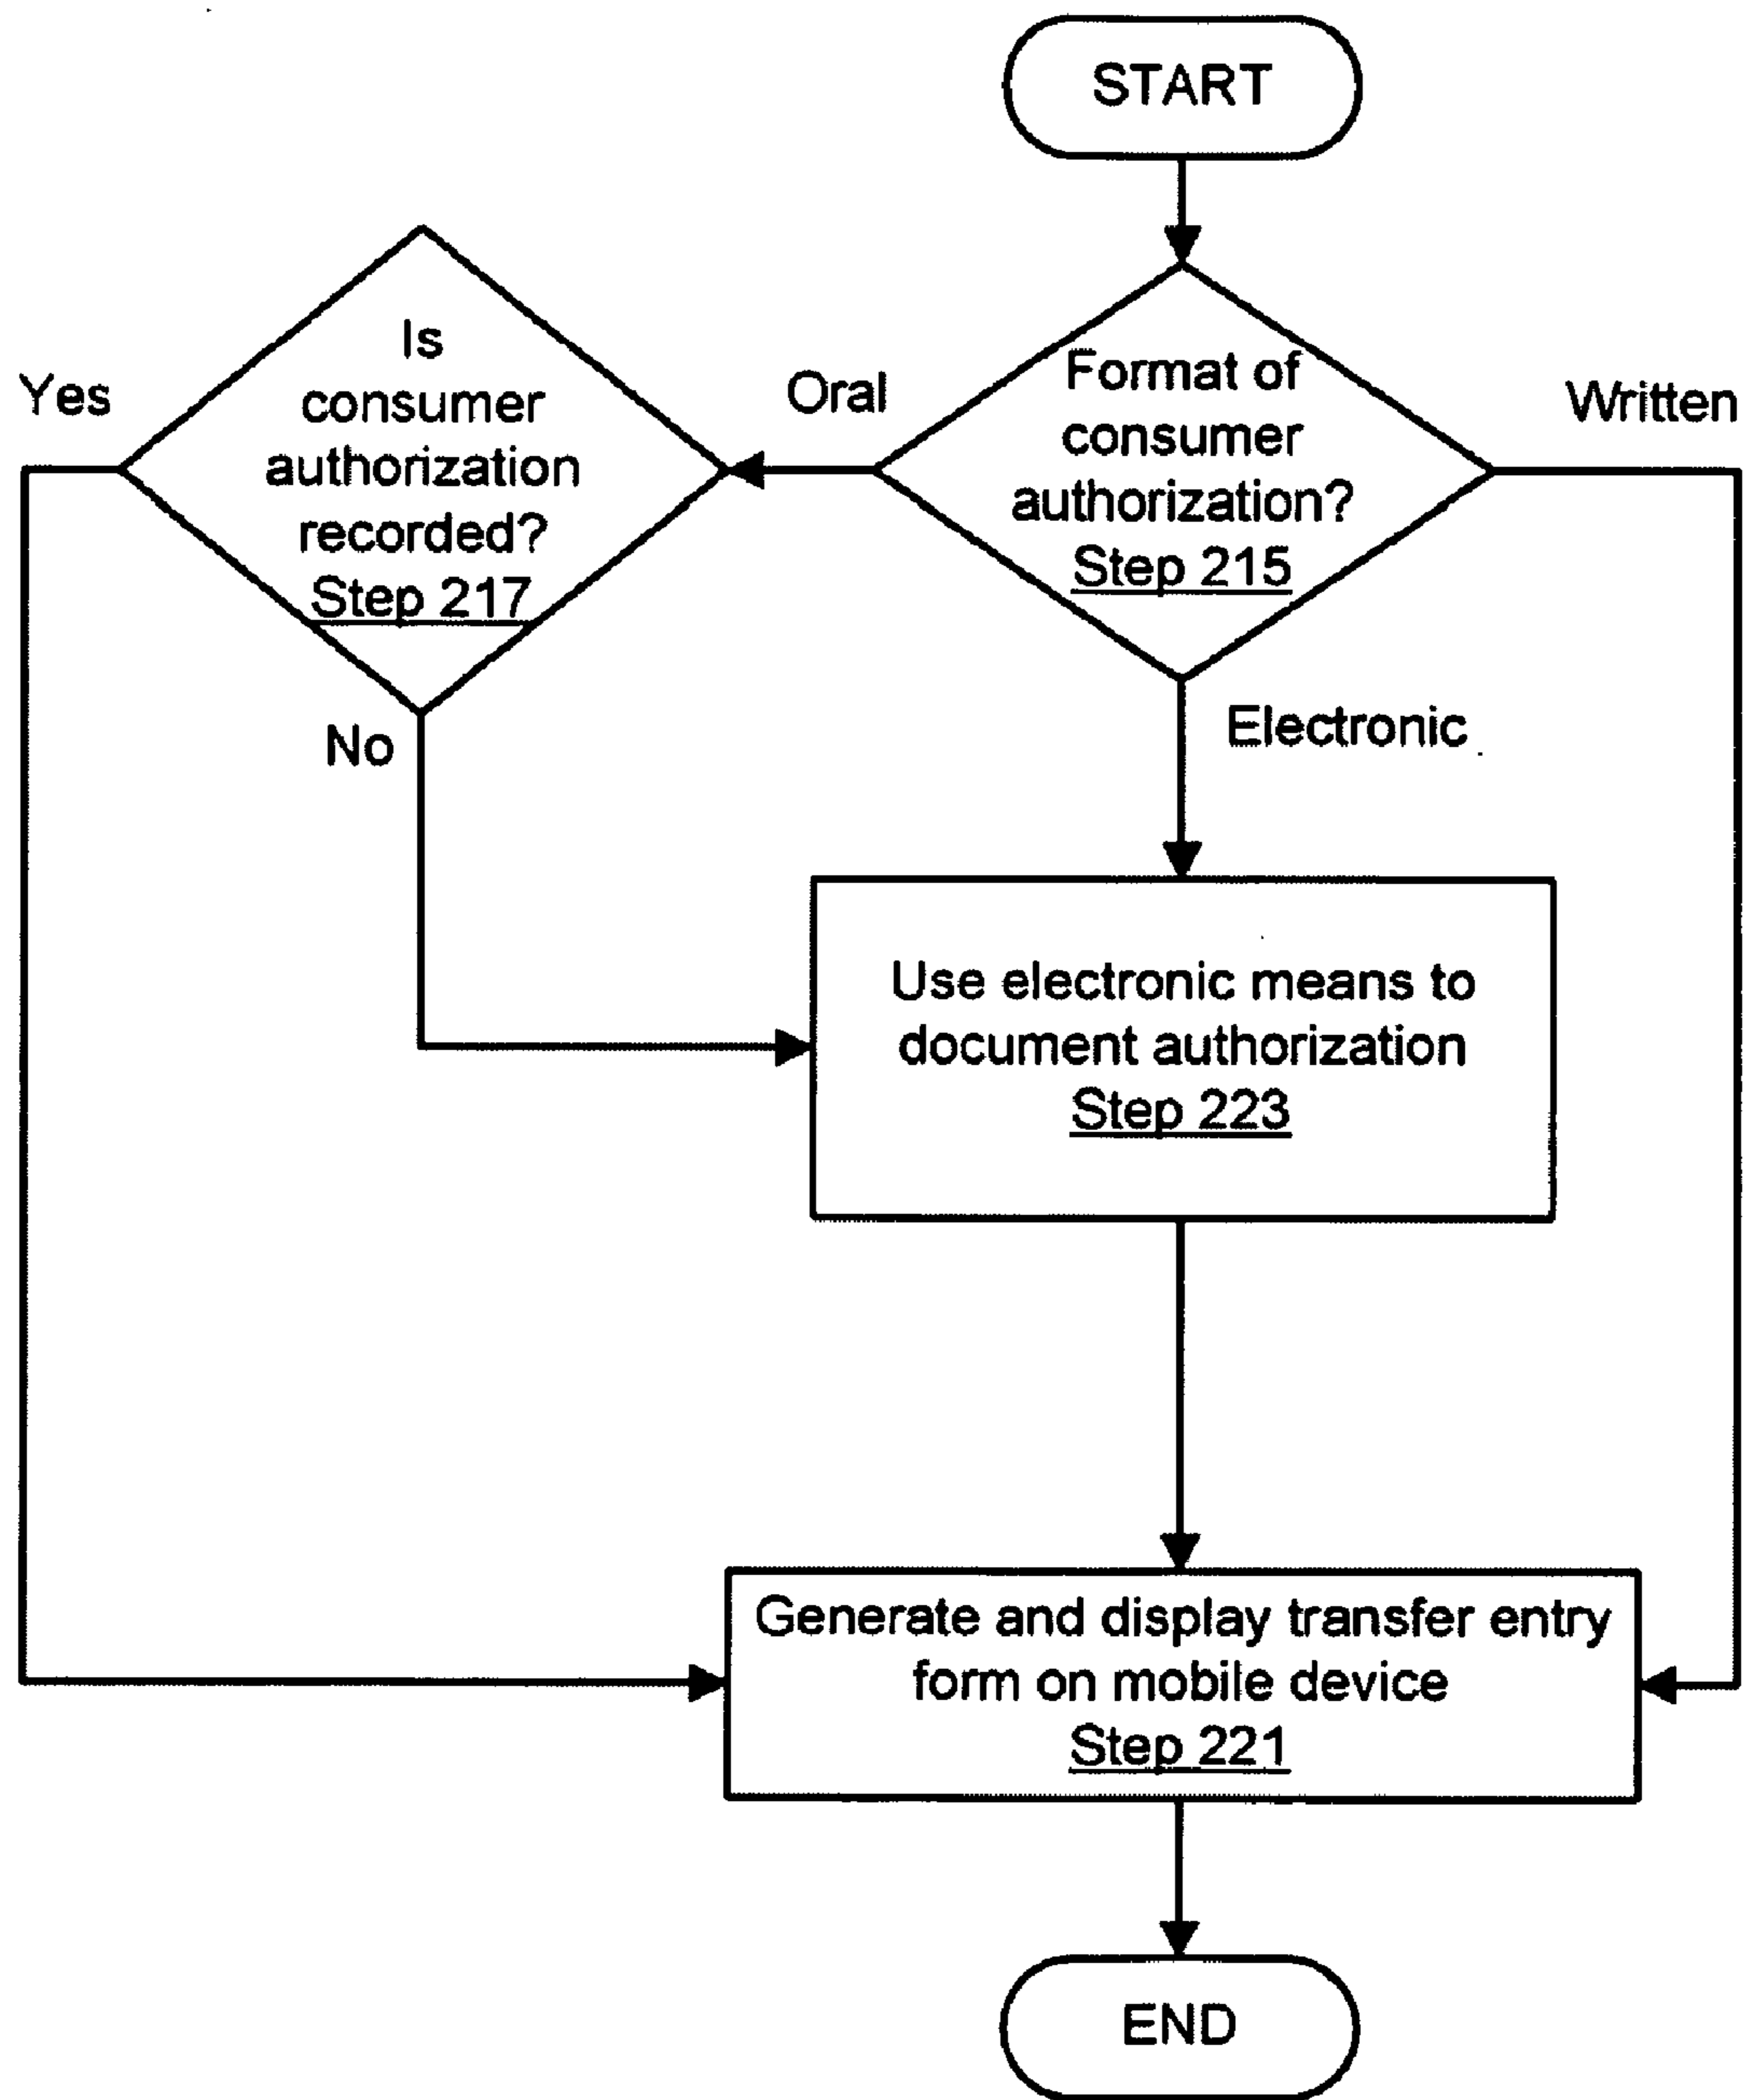 START
Format of
consumer
authorization?
Step 215
Oral
Written
Electronic
Is
consumer
authorization
recorded?
Step 217
Yes
No
Use electronic means to
document authorization
Step 223
Generate and display transfer entry
form on mobile device
Step 221
END